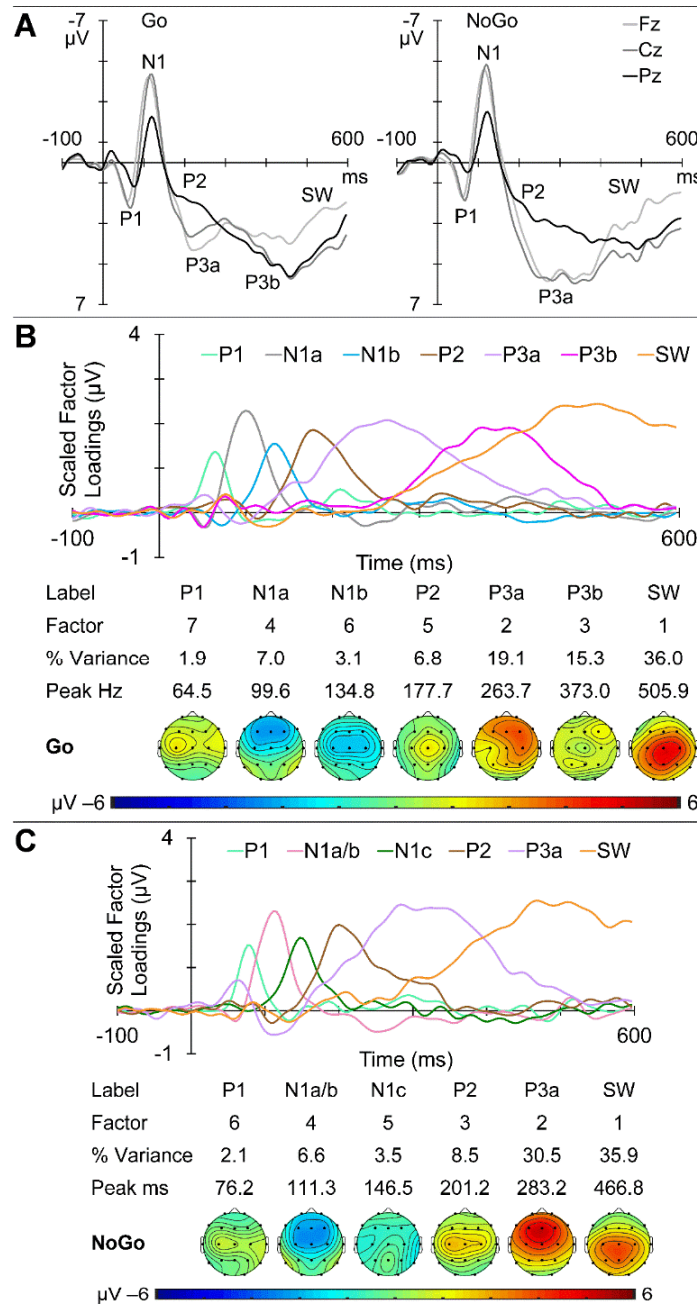 A
-7
μV
Go
N1
-100
600
ms
P1
P2
P3a
P3b
SW
7
-7
μV
NoGo
N1
Fz
Cz
Pz
-100
600
ms
P1
P2
P3a
SW
7
B
4
P1 N1a N1b P2 P3a P3b SW
Scaled Factor
Loadings (μV)
-100
-1
Time (ms)
600
Label P1 N1a N1b P2 P3a P3b SW
Factor 7 4 6 5 2 3 1
% Variance 1.9 7.0 3.1 6.8 19.1 15.3 36.0
Peak Hz 64.5 99.6 134.8 177.7 263.7 373.0 505.9
Go
μV –6 6
C
4
P1 N1a/b N1c P2 P3a SW
Scaled Factor
Loadings (μV)
-100
-1
Time (ms)
600
Label P1 N1a/b N1c P2 P3a SW
Factor 6 4 5 3 2 1
% Variance 2.1 6.6 3.5 8.5 30.5 35.9
Peak ms 76.2 111.3 146.5 201.2 283.2 466.8
NoGo
μV –6 6